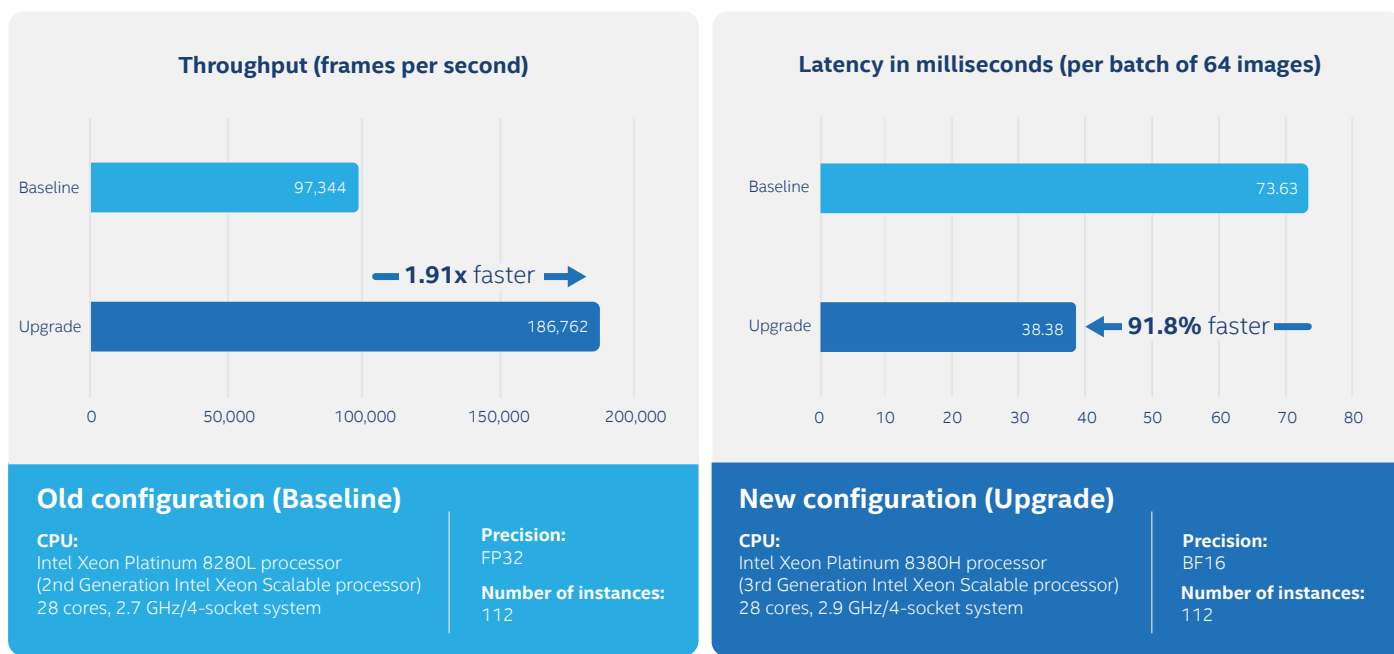 Throughput (frames per second)
Baseline
97,344
1.91x faster
Upgrade
186,762
0
50,000
100,000
150,000
200,000
Latency in milliseconds (per batch of 64 images)
Baseline
73.63
Upgrade
38.38
91.8% faster
0
10
20
30
40
50
60
70
80
Old configuration (Baseline)
CPU:
Intel Xeon Platinum 8280L processor
(2nd Generation Intel Xeon Scalable processor)
28 cores, 2.7 GHz/4-socket system
Precision:
FP32
Number of instances:
112
New configuration (Upgrade)
CPU:
Intel Xeon Platinum 8380H processor
(3rd Generation Intel Xeon Scalable processor)
28 cores, 2.9 GHz/4-socket system
Precision:
BF16
Number of instances:
112